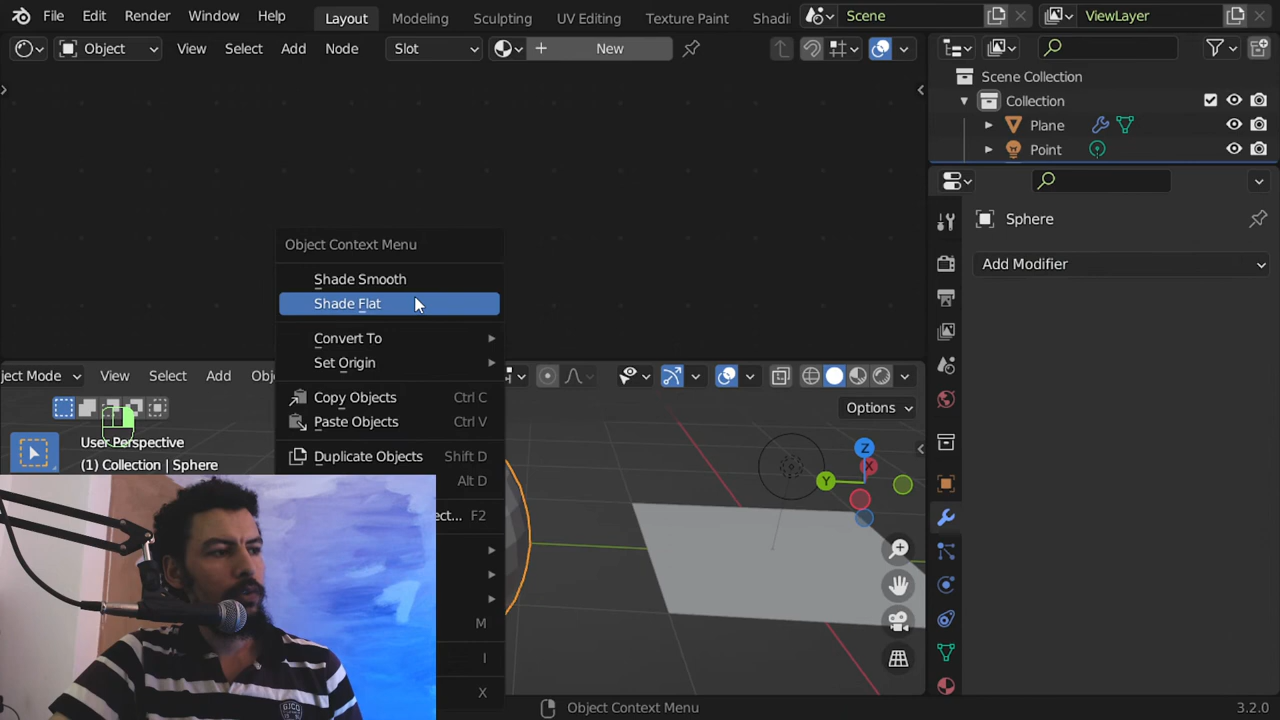 File Edit Render Window Help Layout Modeling Sculpting UV Editing Texture Paint Shadi Scene ViewLayer
Object View Select Add Node Slot New
Scene Collection
Collection
Plane
Point
Sphere
Add Modifier
Object Context Menu
Shade Smooth
Shade Flat
Convert To
Set Origin
Copy Objects Ctrl C
Paste Objects Ctrl V
Duplicate Objects Shift D
Alt D
ect... F2
M
I
X
ject Mode View Select Add Obj
Options
User Perspective
(1) Collection | Sphere
Z
X
Y
GICO
Object Context Menu 3.2.0